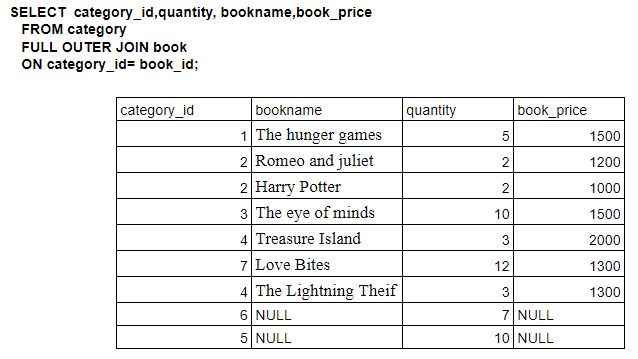 SELECT category_id,quantity, bookname,book_price
FROM category
FULL OUTER JOIN book
ON category_id= book_id;
category_id bookname quantity book_price
1 The hunger games 5 1500
2 Romeo and juliet 2 1200
2 Harry Potter 2 1000
3 The eye of minds 10 1500
4 Treasure Island 3 2000
7 Love Bites 12 1300
4 The Lightning Theif 3 1300
6 NULL 7 NULL
5 NULL 10 NULL